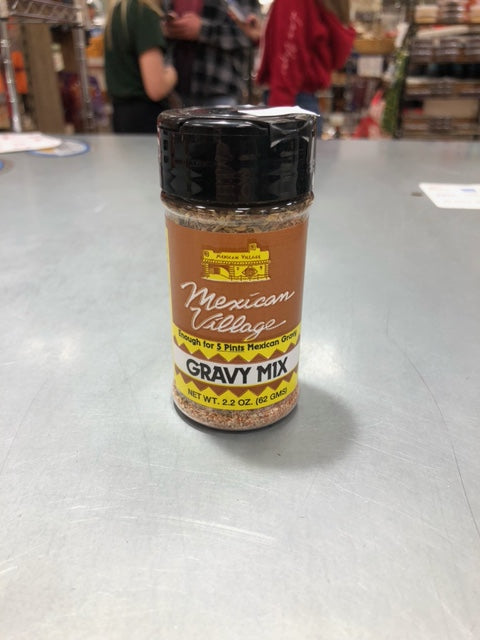 MEXICAN VILLAGE
Mexican
Village
Enough for 5 Pints Mexican Gravy
GRAVY MIX
NET WT. 2.2 OZ. (62 GMS)